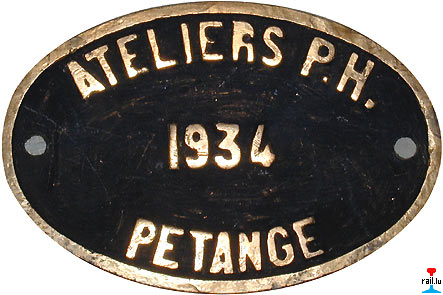 ATELIERS P.H.
1934
PETANGE
rail.lu